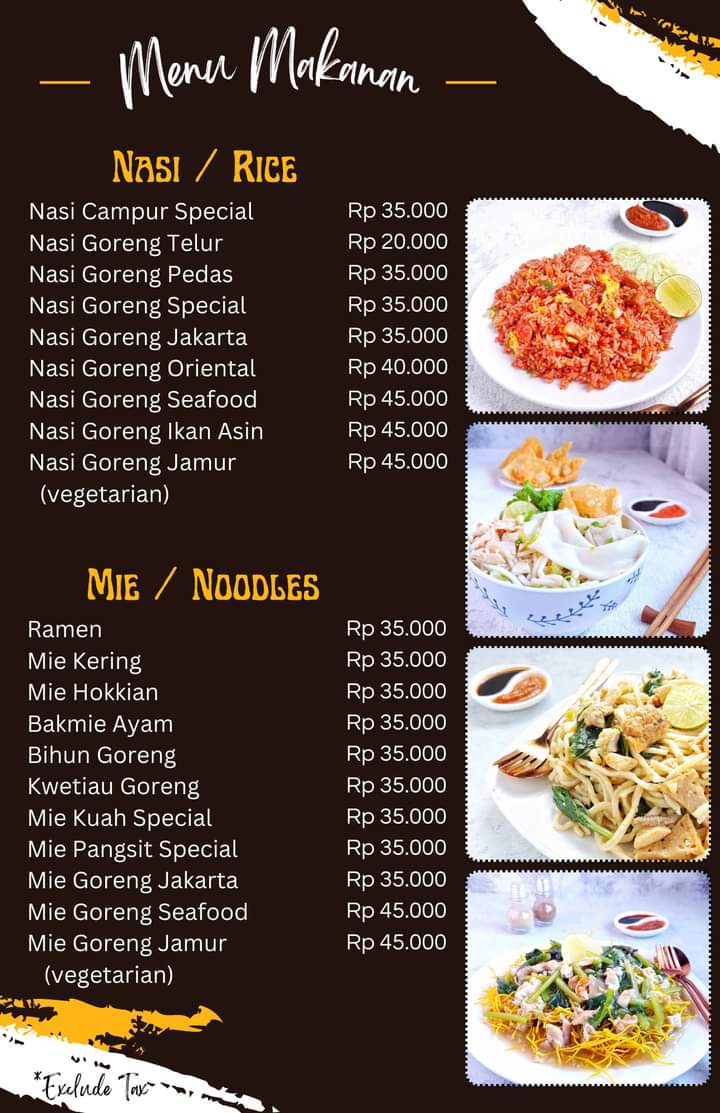 Menu Makanan
Nasi / Rice
Nasi Campur Special Rp 35.000
Nasi Goreng Telur Rp 20.000
Nasi Goreng Pedas Rp 35.000
Nasi Goreng Special Rp 35.000
Nasi Goreng Jakarta Rp 35.000
Nasi Goreng Oriental Rp 40.000
Nasi Goreng Seafood Rp 45.000
Nasi Goreng Ikan Asin Rp 45.000
Nasi Goreng Jamur Rp 45.000
(vegetarian)
Mie / Noodles
Ramen Rp 35.000
Mie Kering Rp 35.000
Mie Hokkian Rp 35.000
Bakmie Ayam Rp 35.000
Bihun Goreng Rp 35.000
Kwetiau Goreng Rp 35.000
Mie Kuah Special Rp 35.000
Mie Pangsit Special Rp 35.000
Mie Goreng Jakarta Rp 35.000
Mie Goreng Seafood Rp 45.000
Mie Goreng Jamur Rp 45.000
(vegetarian)
*Exclude Tax